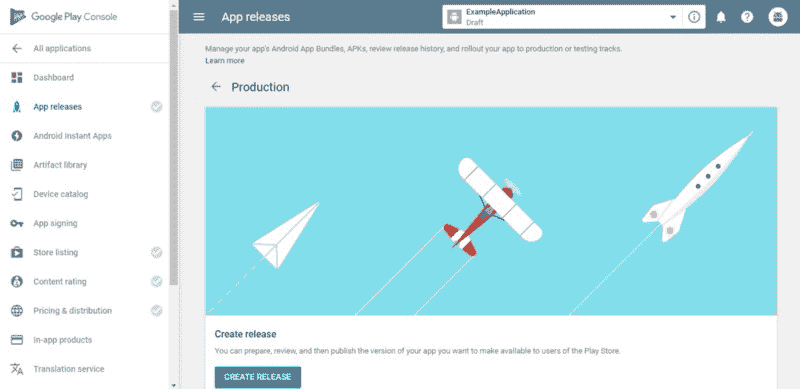 Google Play Console
App releases
ExampleApplication
Draft
All applications
Dashboard
App releases
Android Instant Apps
Artifact library
Device catalog
App signing
Store listing
Content rating
Pricing & distribution
In-app products
Translation service
Manage your app's Android App Bundles, APKs, review release history, and rollout your app to production or testing tracks.
Learn more
Production
Create release
You can prepare, review, and then publish the version of your app you want to make available to users of the Play Store.
CREATE RELEASE